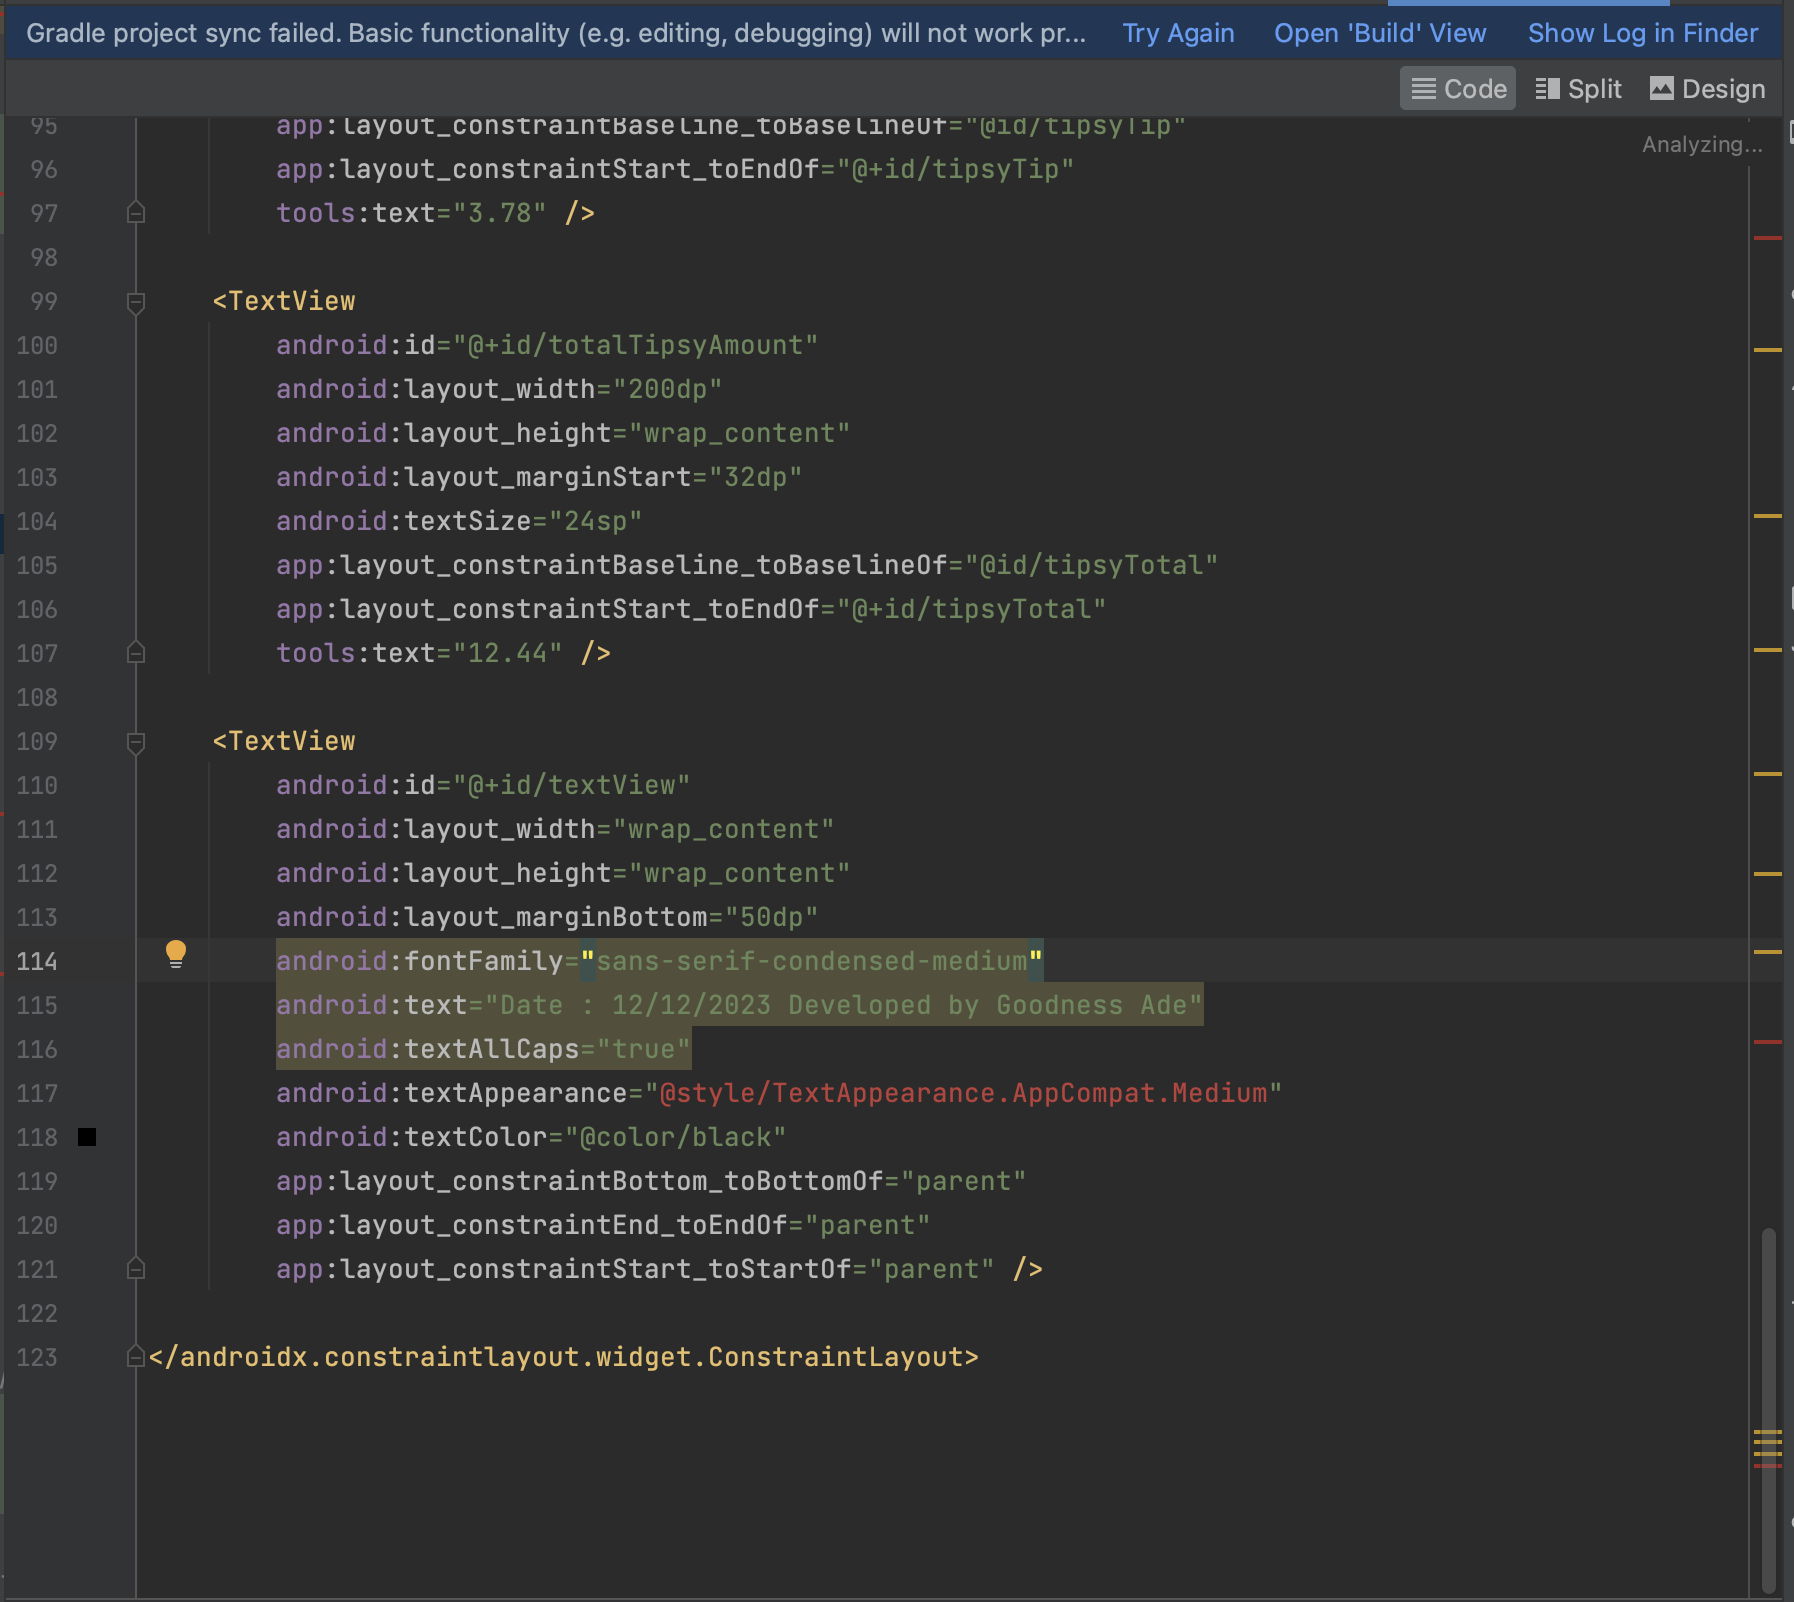 Gradle project sync failed. Basic functionality (e.g. editing, debugging) will not work pr... Try Again Open 'Build' View Show Log in Finder
Code Split Design
Analyzing...
95 app:layout_constraintBaseline_toBaselineOf="@id/tipsyTip"
96 app:layout_constraintStart_toEndOf="@+id/tipsyTip"
97 tools:text="3.78" />
98
99 <TextView
100 android:id="@+id/totalTipsyAmount"
101 android:layout_width="200dp"
102 android:layout_height="wrap_content"
103 android:layout_marginStart="32dp"
104 android:textSize="24sp"
105 app:layout_constraintBaseline_toBaselineOf="@id/tipsyTotal"
106 app:layout_constraintStart_toEndOf="@+id/tipsyTotal"
107 tools:text="12.44" />
108
109 <TextView
110 android:id="@+id/textView"
111 android:layout_width="wrap_content"
112 android:layout_height="wrap_content"
113 android:layout_marginBottom="50dp"
114 android:fontFamily="sans-serif-condensed-medium"
115 android:text="Date : 12/12/2023 Developed by Goodness Ade"
116 android:textAllCaps="true"
117 android:textAppearance="@style/TextAppearance.AppCompat.Medium"
118 android:textColor="@color/black"
119 app:layout_constraintBottom_toBottomOf="parent"
120 app:layout_constraintEnd_toEndOf="parent"
121 app:layout_constraintStart_toStartOf="parent" />
122
123 </androidx.constraintlayout.widget.ConstraintLayout>